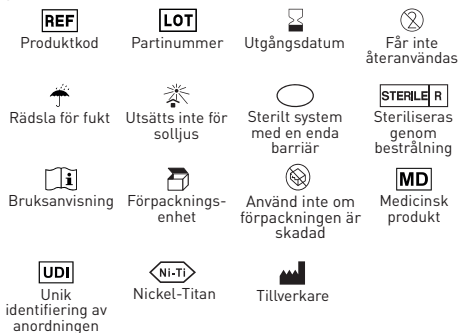 REF
Produktkod
LOT
Partinummer
Utgångsdatum
2
Får inte
återanvändas
Rädsla för fukt
Utsätts inte för
solljus
Sterilt system
med en enda
barriär
STERILE R
Steriliseras
genom
bestrålning
i
Bruksanvisning
Förpacknings-
enhet
Använd inte om
förpackningen är
skadad
MD
Medicinsk
produkt
UDI
Unik
identifiering av
anordningen
Ni-Ti
Nickel-Titan
Tillverkare